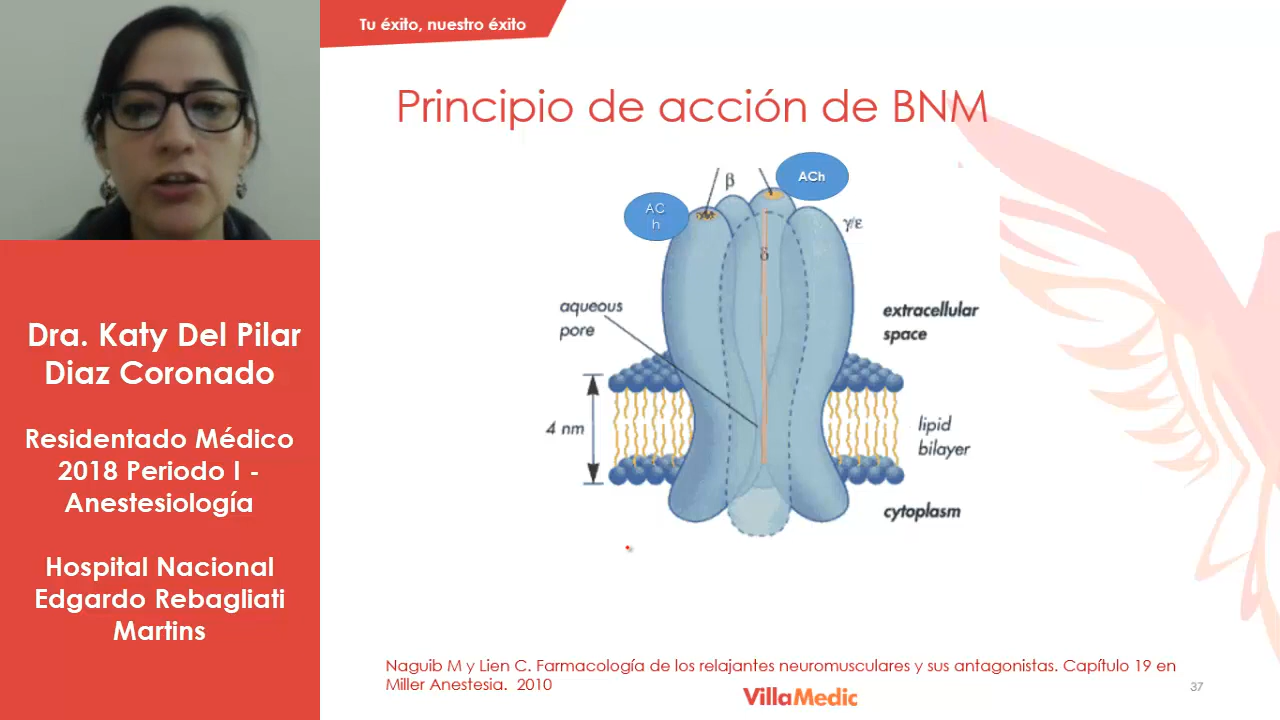 Tu éxito, nuestro éxito
Principio de acción de BNM
Dra. Katy Del Pilar
Diaz Coronado
Residentado Médico
2018 Periodo I -
Anestesiología
Hospital Nacional
Edgardo Rebagliati
Martins
β
ACh
AC
h
γ/ε
δ
aqueous
pore
extracellular
space
4 nm
lipid
bilayer
cytoplasm
Naguib M y Lien C. Farmacología de los relajantes neuromusculares y sus antagonistas. Capítulo 19 en
Miller Anestesia. 2010
VillaMedic
37